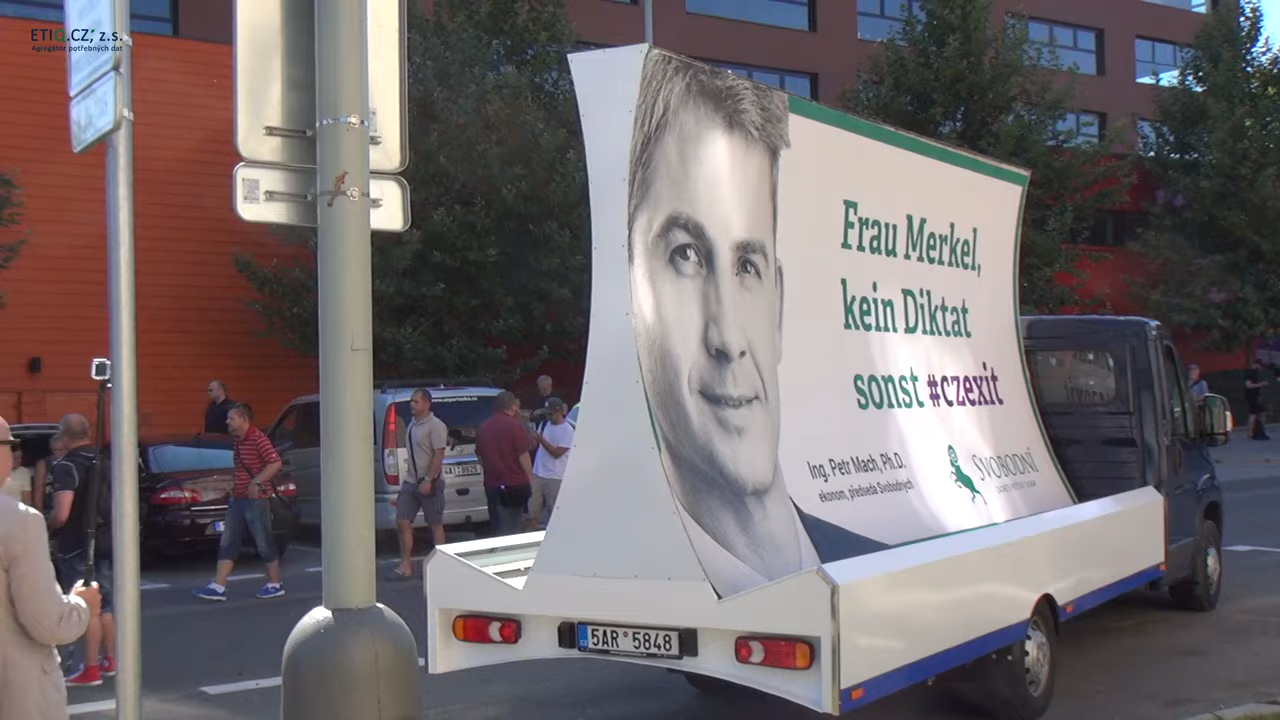 ETIQ.CZ, z.s.
Agregátor potřebných dat
Frau Merkel,
kein Diktat
sonst #czexit
Ing. Petr Mach, Ph.D.
ekonom, předseda Svobodných
SVOBODNÍ
5AR 5848